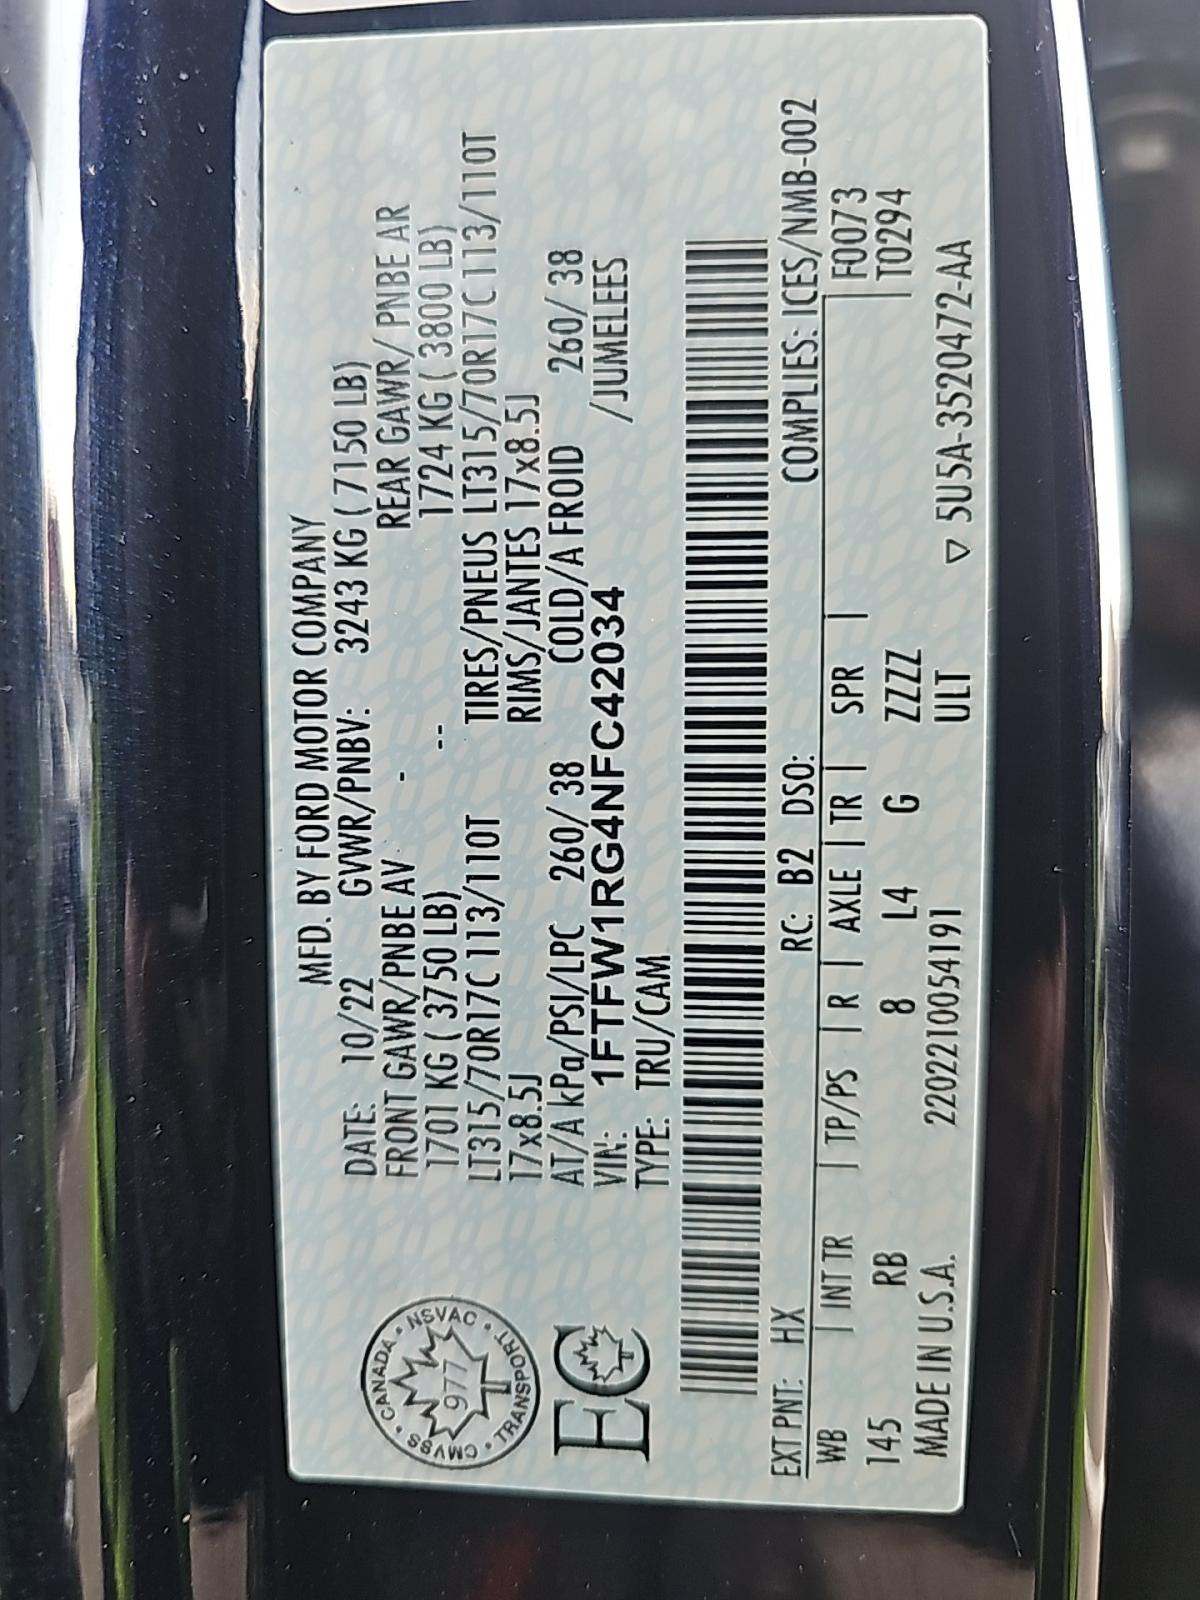 MFD. BY FORD MOTOR COMPANY
DATE: 10/22 GVWR/PNBV: 3243 KG ( 7150 LB)
FRONT GAWR/PNBE AV - REAR GAWR/ PNBE AR
1701 KG ( 3750 LB) -- 1724 KG ( 3800 LB)
LT315/70R17C 113/110T TIRES/PNEUS LT315/70R17C113/110T
17x8.5J RIMS/JANTES 17x8.5J
AT/A kPa/PSI/LPC 260/ 38 COLD/A FROID 260/ 38
VIN: 1FTFW1RG4NFC42034 /JUMELEES
TYPE: TRU/CAM
CANADA • NSVAC • TRANSPORT • CMVSS •
977
EC
RC: B2 DSO: COMPLIES: ICES/NMB-002
EXT PNT: HX
WB | INT TR | TP/PS | R | AXLE | TR | SPR | F0073
145 RB 8 L4 G ZZZZ T0294
MADE IN U.S.A. 2202210054191 ULT
▽ 5U5A-3520472-AA